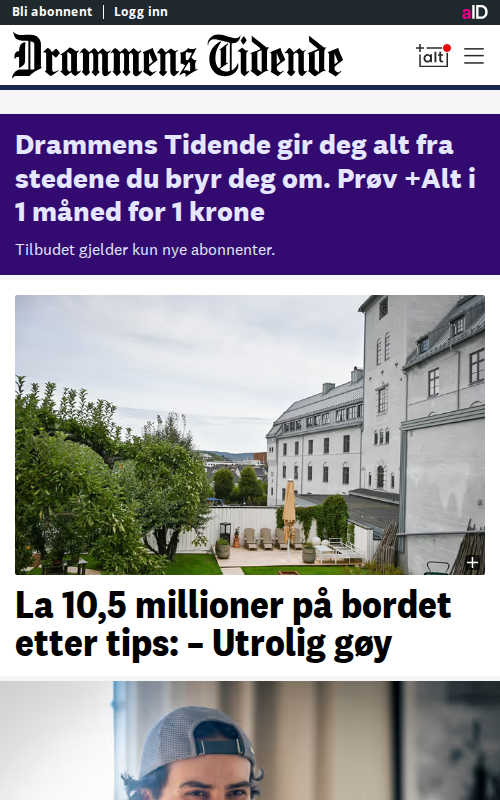 Bli abonnent | Logg inn
aID
Drammens Tidende
+alt
Drammens Tidende gir deg alt fra
stedene du bryr deg om. Prøv +Alt i
1 måned for 1 krone
Tilbudet gjelder kun nye abonnenter.
La 10,5 millioner på bordet
etter tips: – Utrolig gøy